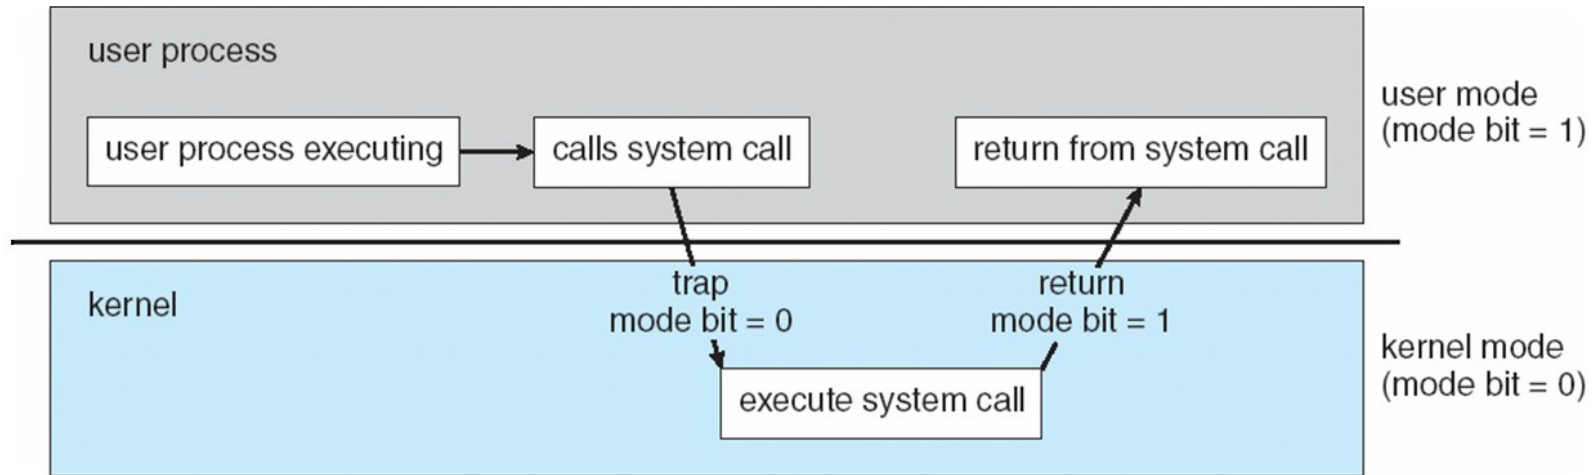 user process
user process executing
calls system call
return from system call
user mode
(mode bit = 1)
kernel
trap
mode bit = 0
return
mode bit = 1
execute system call
kernel mode
(mode bit = 0)